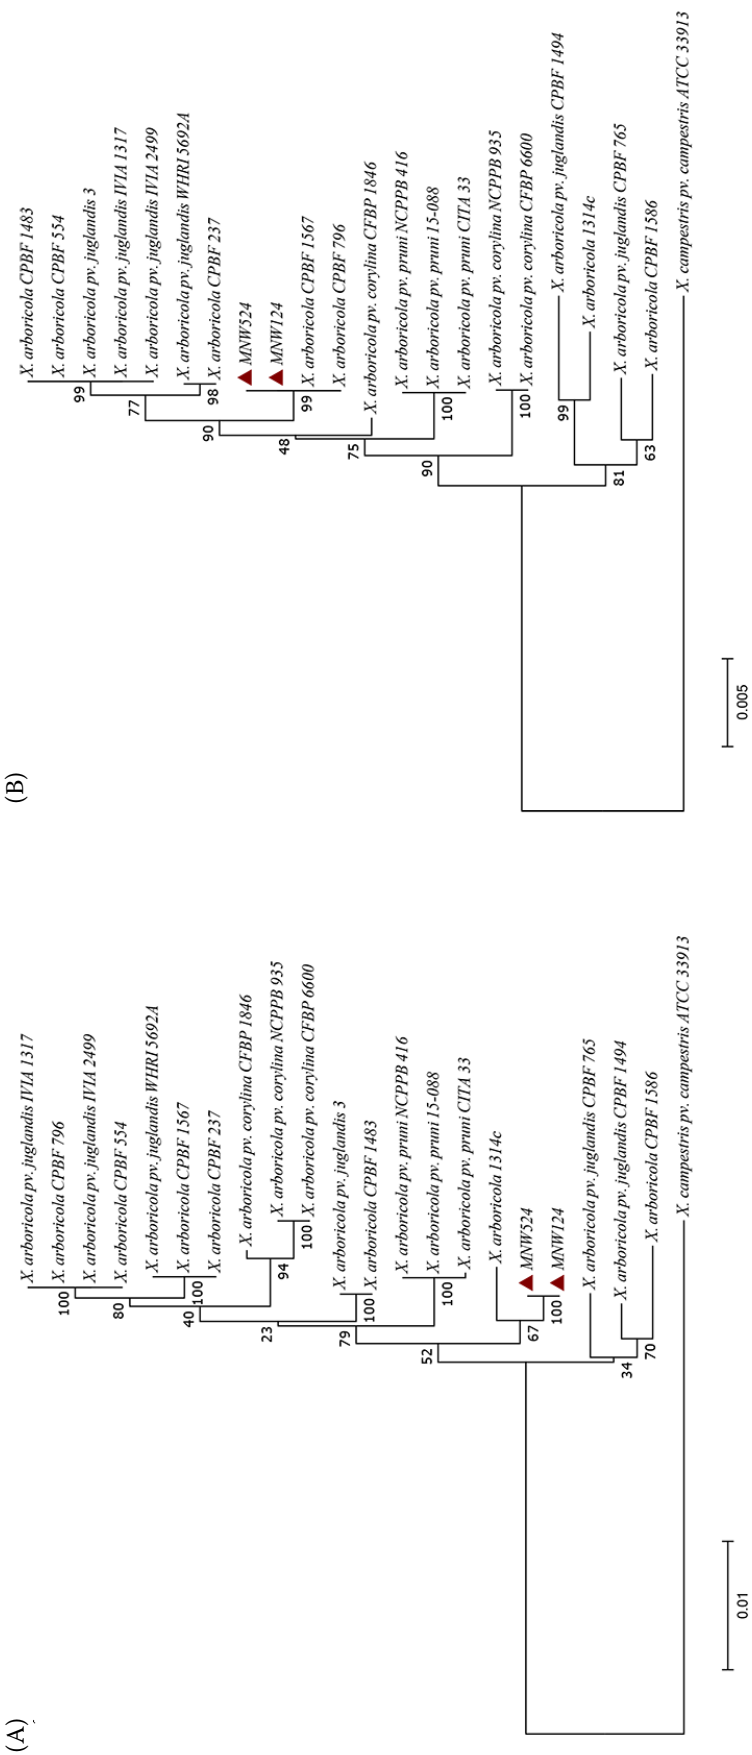 (A)
X. arboricola pv. juglandis IVIA 1317
X. arboricola CPBF 796
X. arboricola pv. juglandis IVIA 2499
X. arboricola CPBF 554
X. arboricola pv. juglandis WHRI 5692A
X. arboricola CPBF 1567
X. arboricola CPBF 237
X. arboricola pv. corylina CFBP 1846
X. arboricola pv. corylina NCPPB 935
X. arboricola pv. corylina CFBP 6600
X. arboricola pv. juglandis 3
X. arboricola CPBF 1483
X. arboricola pv. pruni NCPPB 416
X. arboricola pv. pruni 15-088
X. arboricola pv. pruni CITA 33
X. arboricola 1314c
MNW524
MNW124
X. arboricola pv. juglandis CPBF 765
X. arboricola pv. juglandis CPBF 1494
X. arboricola CPBF 1586
X. campestris pv. campestris ATCC 33913
100
80
100
40
94
100
23
100
79
100
52
67
100
34
70
0.01
(B)
X. arboricola CPBF 1483
X. arboricola CPBF 554
X. arboricola pv. juglandis 3
X. arboricola pv. juglandis IVIA 1317
X. arboricola pv. juglandis IVIA 2499
X. arboricola pv. juglandis WHRI 5692A
X. arboricola CPBF 237
MNW524
MNW124
X. arboricola CPBF 1567
X. arboricola CPBF 796
X. arboricola pv. corylina CFBP 1846
X. arboricola pv. pruni NCPPB 416
X. arboricola pv. pruni 15-088
X. arboricola pv. pruni CITA 33
X. arboricola pv. corylina NCPPB 935
X. arboricola pv. corylina CFBP 6600
X. arboricola pv. juglandis CPBF 1494
X. arboricola 1314c
X. arboricola pv. juglandis CPBF 765
X. arboricola CPBF 1586
X. campestris pv. campestris ATCC 33913
99
77
98
90
99
48
75
100
90
100
99
81
63
0.005